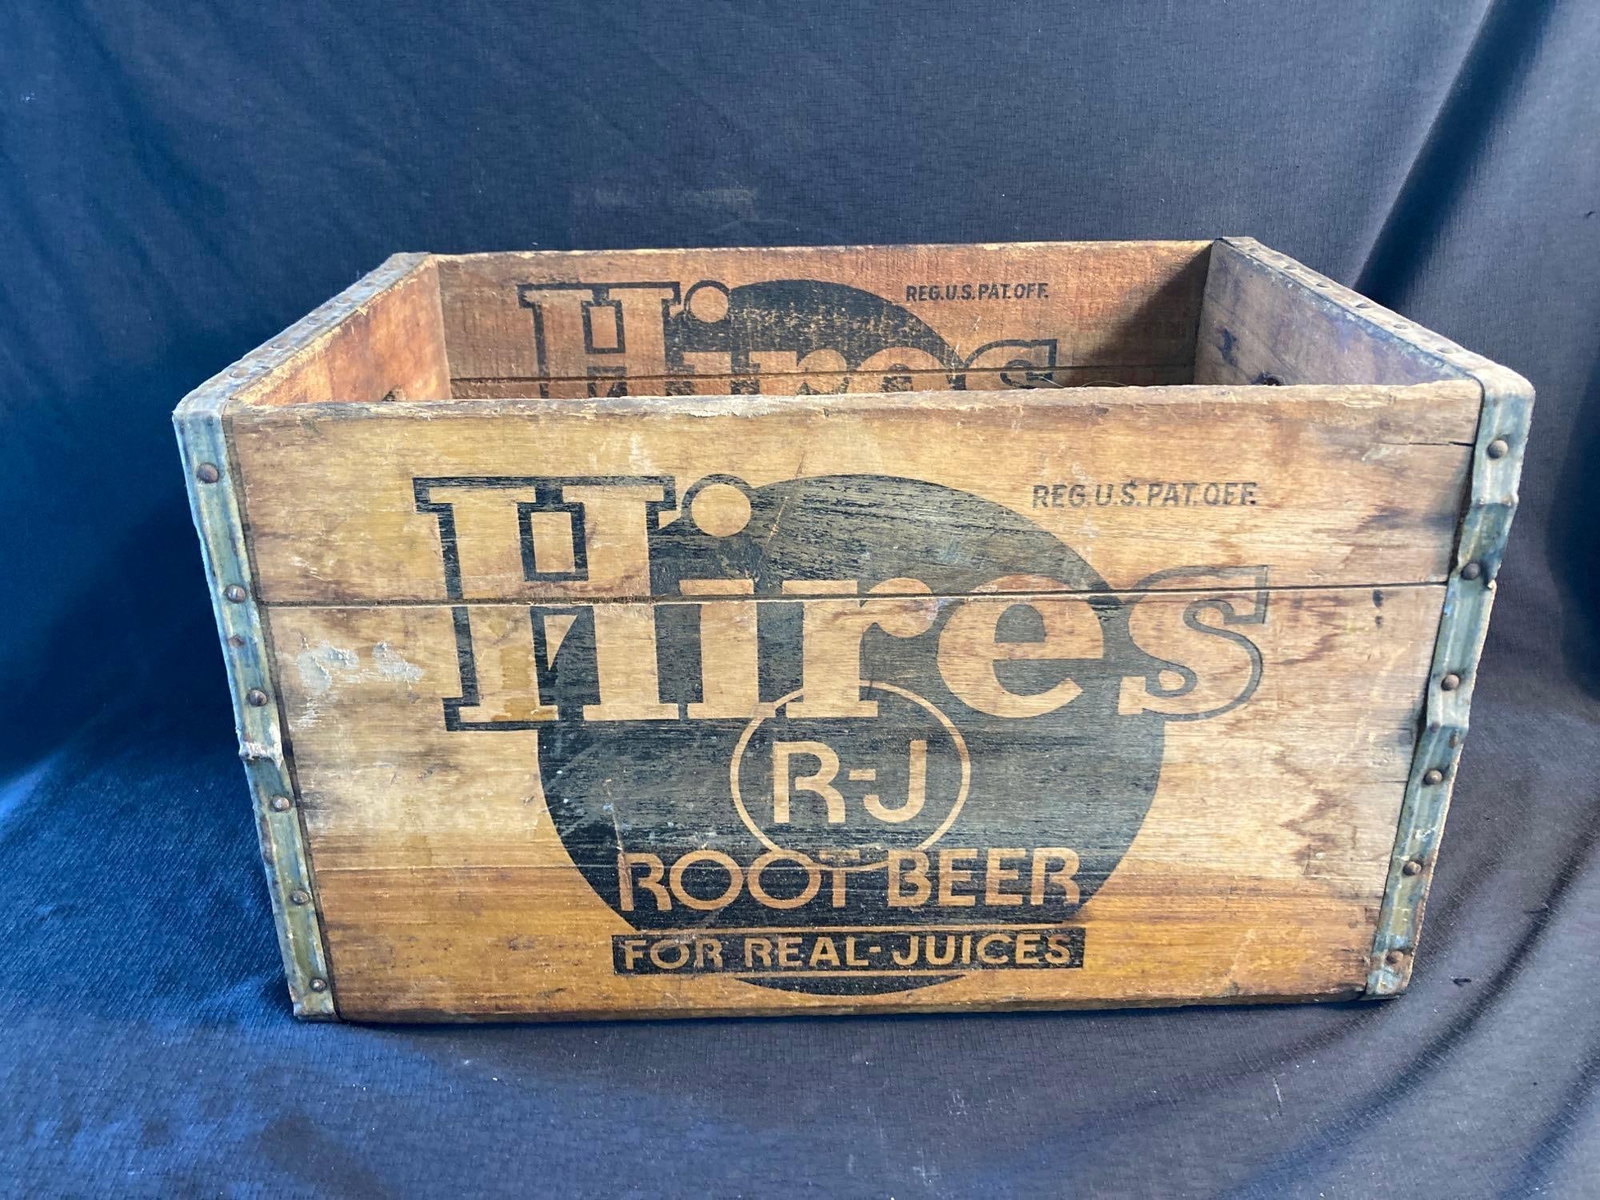 Hires
REG.U.S.PAT.OFF.
Hires
REG.U.S.PAT.OFF.
R-J
ROOT BEER
FOR REAL-JUICES